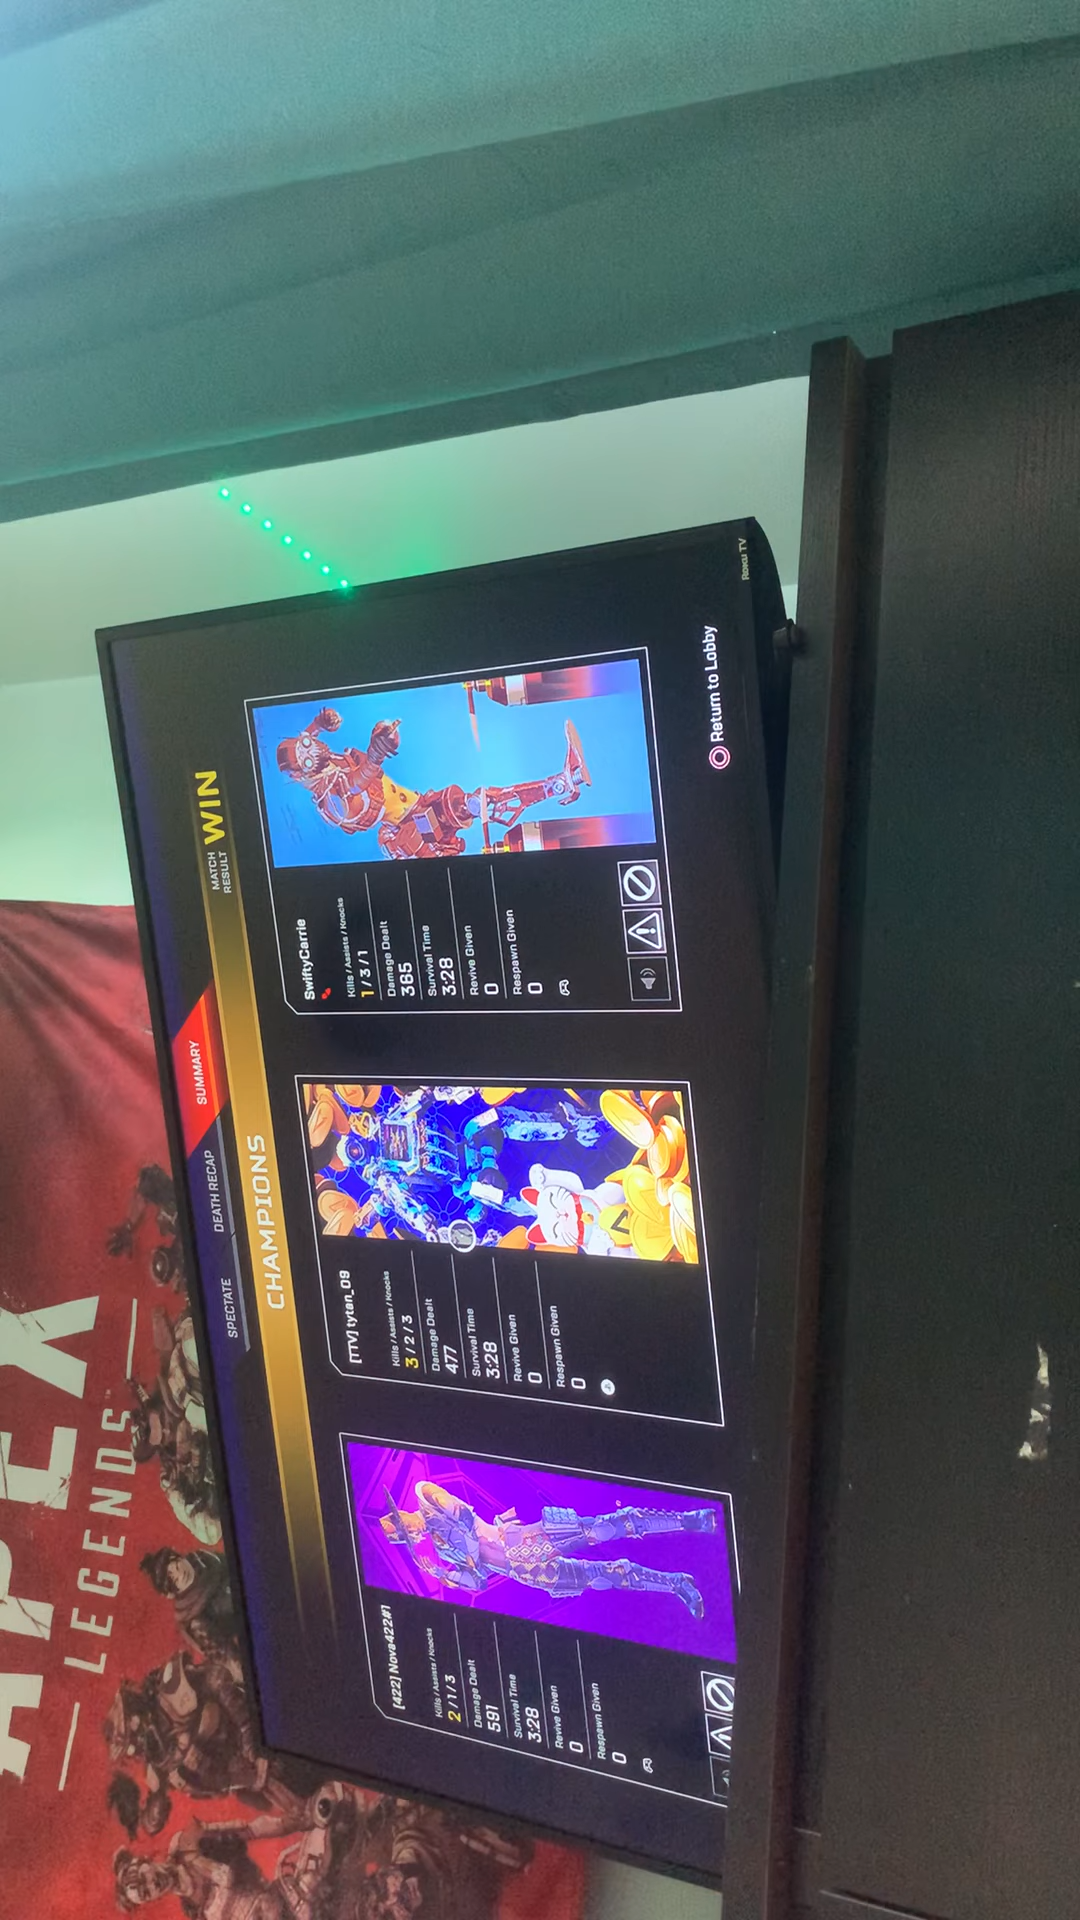 APEX
LEGENDS
SPECTATE
DEATH RECAP
SUMMARY
CHAMPIONS
MATCH
RESULT
WIN
[422] Nova422#1
Kills / Assists / Knocks
2 / 1 / 3
Damage Dealt
591
Survival Time
3:28
Revive Given
0
Respawn Given
0
[TTV] tytan_09
Kills / Assists / Knocks
3 / 2 / 3
Damage Dealt
477
Survival Time
3:28
Revive Given
0
Respawn Given
0
SwiftyCarrie
Kills / Assists / Knocks
1 / 3 / 1
Damage Dealt
365
Survival Time
3:28
Revive Given
0
Respawn Given
0
Return to Lobby
Roku TV